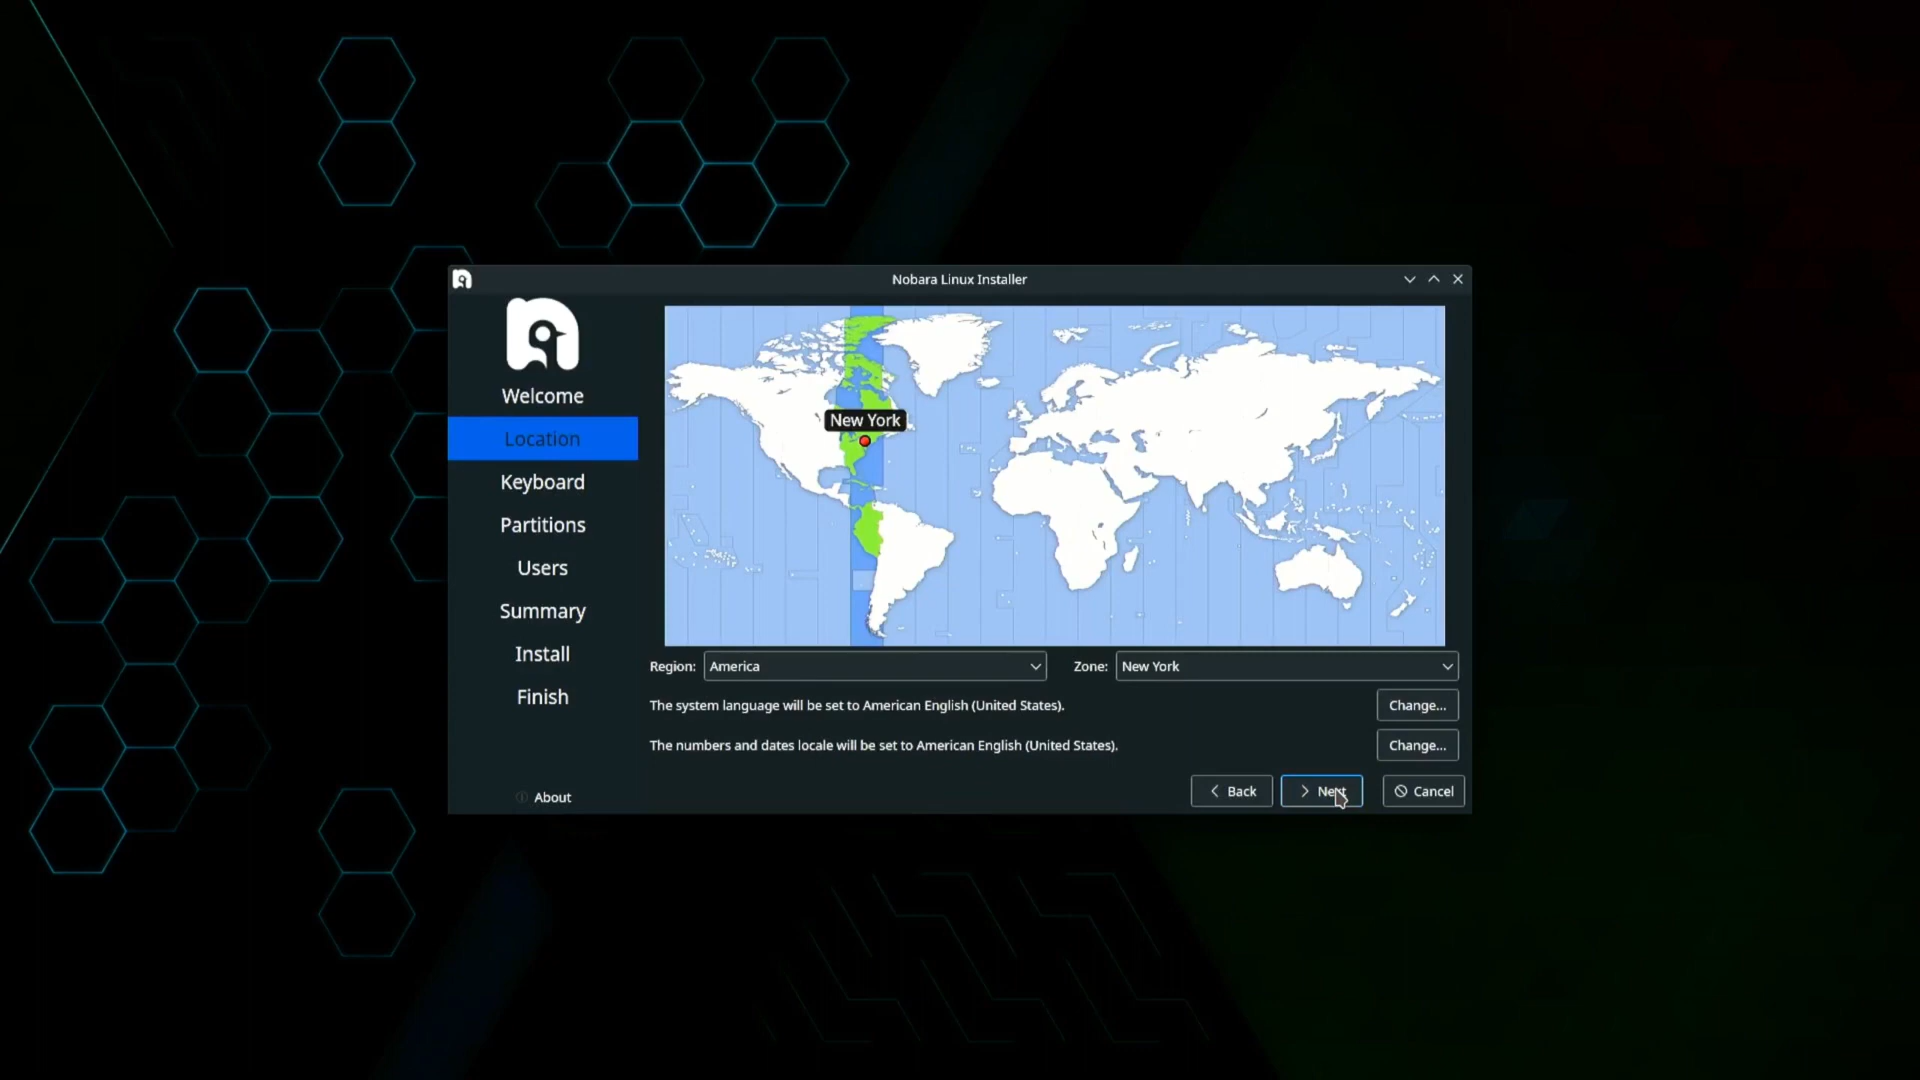 Nobara Linux Installer
Welcome
Location
Keyboard
Partitions
Users
Summary
Install
Finish
About
New York
Region: America Zone: New York
The system language will be set to American English (United States). Change...
The numbers and dates locale will be set to American English (United States). Change...
Back Next Cancel